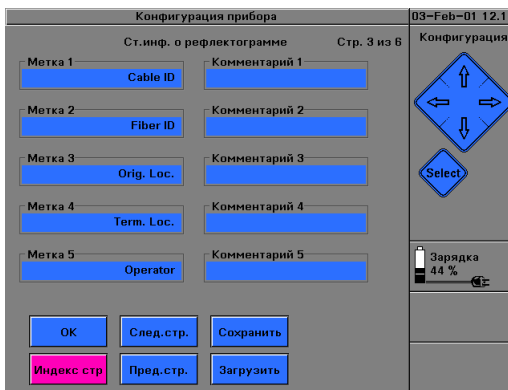 Конфигурация прибора
03-Feb-01 12.1
Ст.инф. о рефлектограмме Стр. 3 из 6
Конфигурация
Метка 1 Комментарий 1
Cable ID
Метка 2 Комментарий 2
Fiber ID
Метка 3 Комментарий 3
Orig. Loc.
Select
Метка 4 Комментарий 4
Term. Loc.
Метка 5 Комментарий 5
Operator
Зарядка
44 %
ОК След.стр. Сохранить
Индекс стр Пред.стр. Загрузить